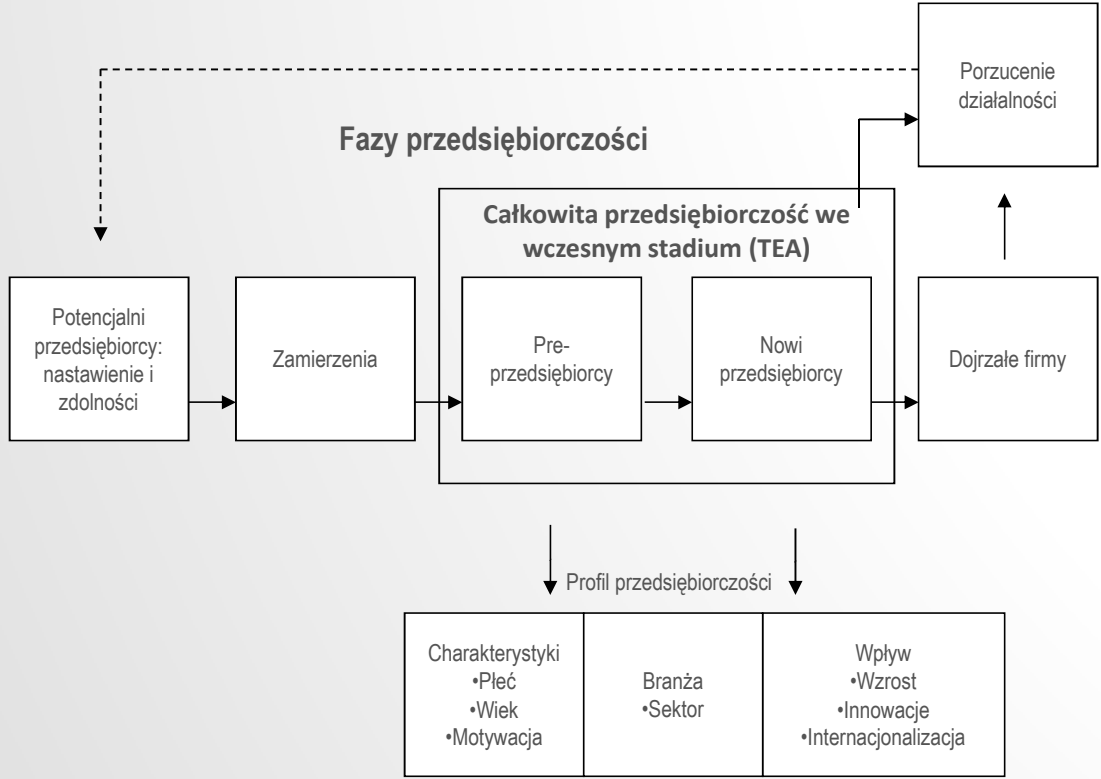 Porzucenie
działalności
Fazy przedsiębiorczości
Całkowita przedsiębiorczość we
wczesnym stadium (TEA)
Potencjalni
przedsiębiorcy:
nastawienie i
zdolności
Zamierzenia
Pre-
przedsiębiorcy
Nowi
przedsiębiorcy
Dojrzałe firmy
Profil przedsiębiorczości
Charakterystyki
•Płeć
•Wiek
•Motywacja
Branża
•Sektor
Wpływ
•Wzrost
•Innowacje
•Internacjonalizacja